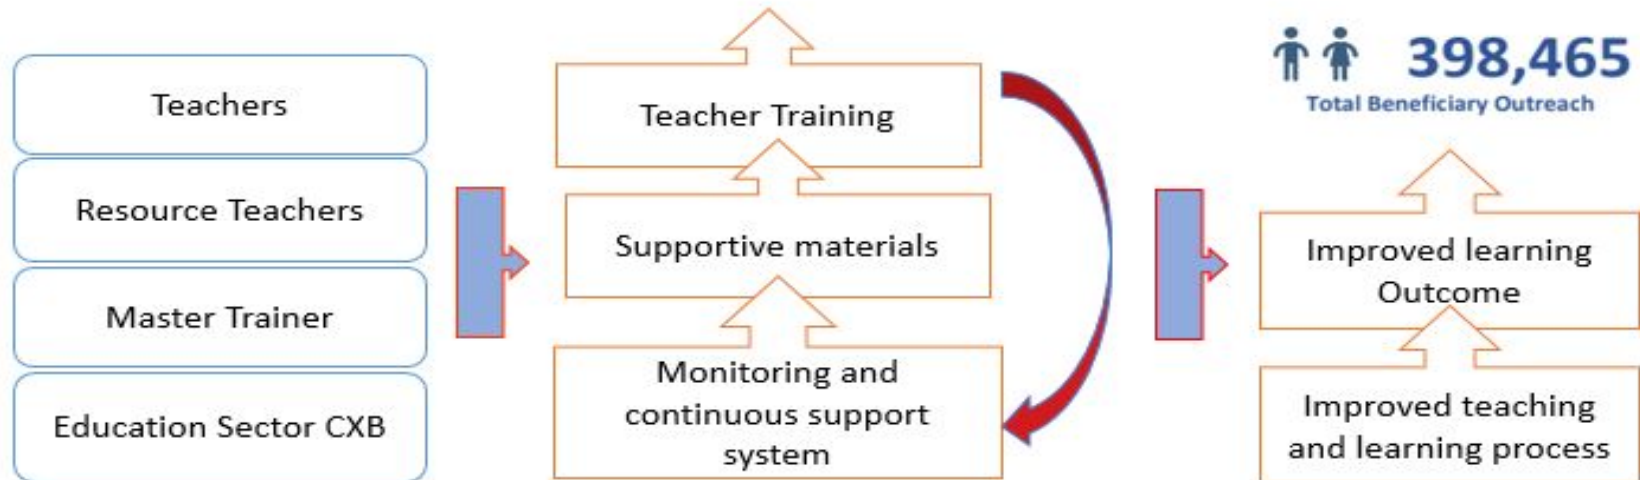 Teachers
Resource Teachers
Master Trainer
Education Sector CXB
Teacher Training
Supportive materials
Monitoring and
continuous support
system
398,465
Total Beneficiary Outreach
Improved learning
Outcome
Improved teaching
and learning process